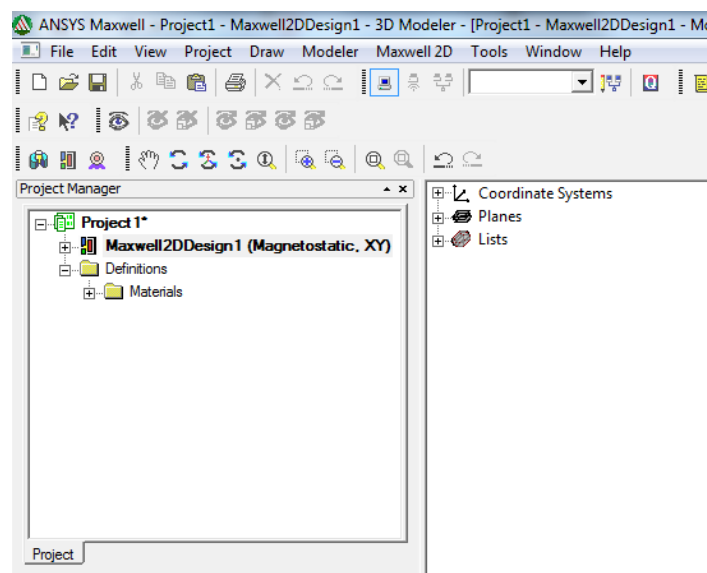 ANSYS Maxwell - Project1 - Maxwell2DDesign1 - 3D Modeler - [Project1 - Maxwell2DDesign1 -
File Edit View Project Draw Modeler Maxwell 2D Tools Window Help
Project Manager
Project1*
Maxwell2DDesign1 (Magnetostatic, XY)
Definitions
Materials
Project
Coordinate Systems
Planes
Lists